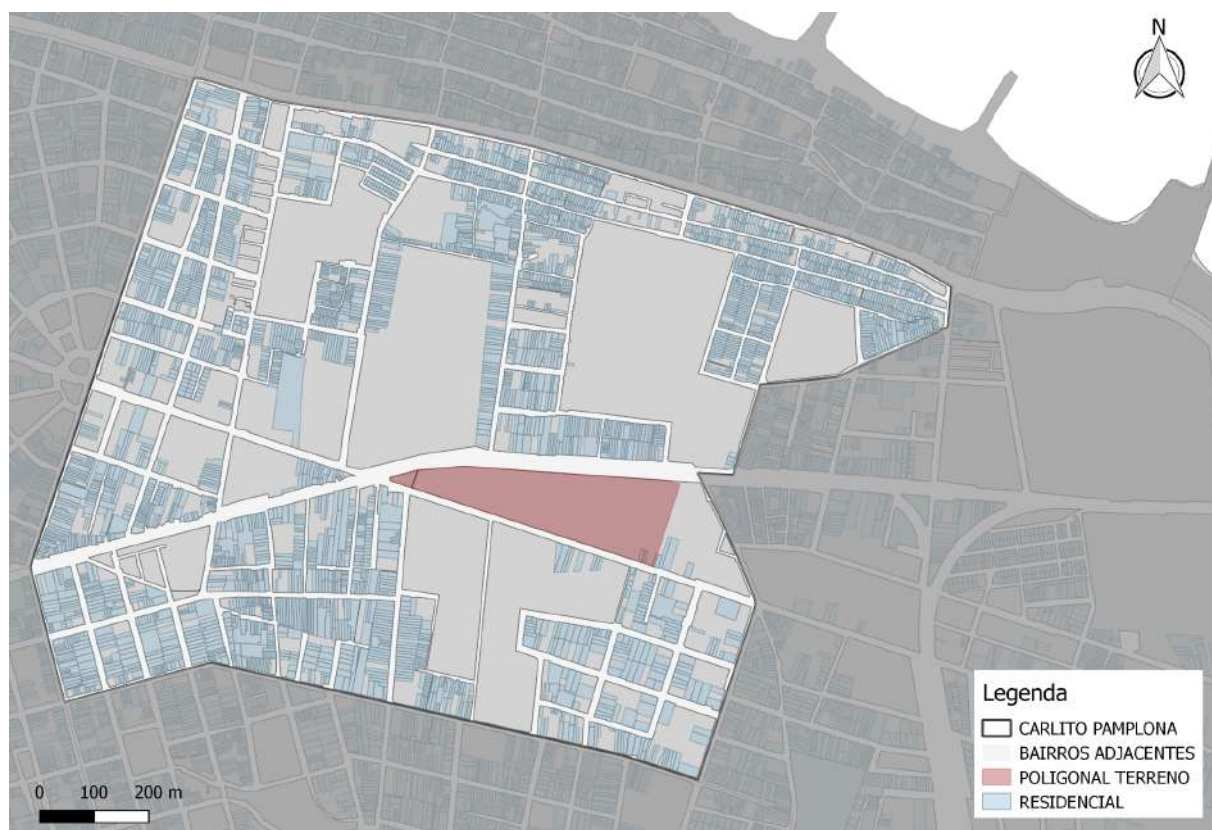 N
Legenda
CARLITO PAMPLONA
BAIRROS ADJACENTES
POLIGONAL TERRENO
RESIDENCIAL
0 100 200 m